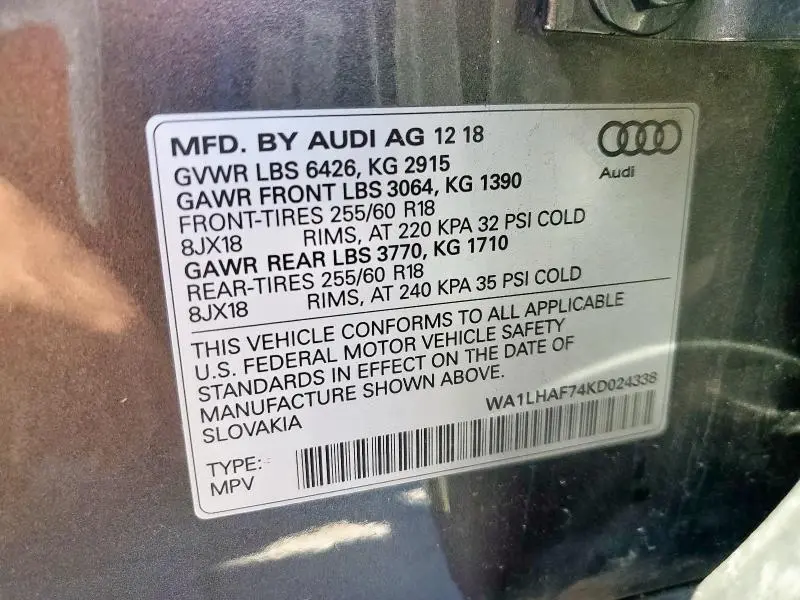 MFD. BY AUDI AG 12 18
Audi
GVWR LBS 6426, KG 2915
GAWR FRONT LBS 3064, KG 1390
FRONT-TIRES 255/60 R18
8JX18 RIMS, AT 220 KPA 32 PSI COLD
GAWR REAR LBS 3770, KG 1710
REAR-TIRES 255/60 R18
8JX18 RIMS, AT 240 KPA 35 PSI COLD
THIS VEHICLE CONFORMS TO ALL APPLICABLE
U.S. FEDERAL MOTOR VEHICLE SAFETY
STANDARDS IN EFFECT ON THE DATE OF
MANUFACTURE SHOWN ABOVE.
SLOVAKIA
WA1LHAF74KD024338
TYPE:
MPV